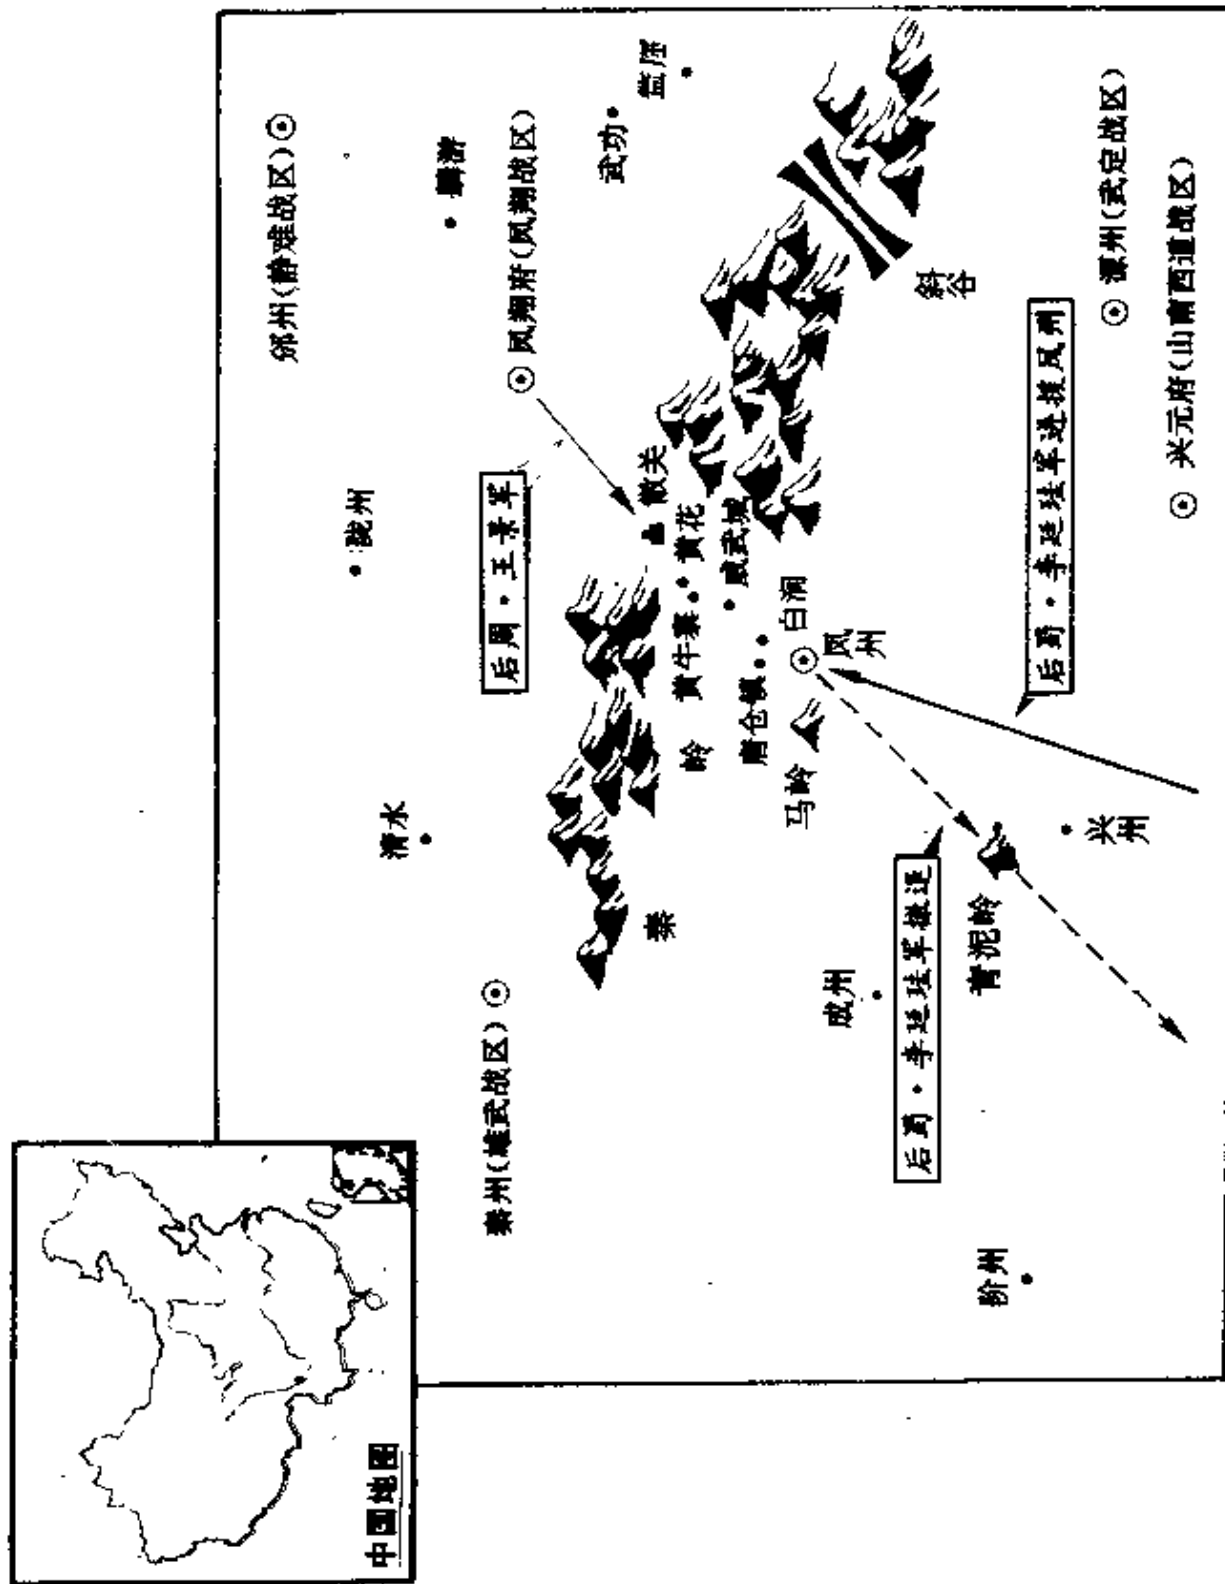 中国地图
邠州(静难战区)
麟游
武功
盩厔
凤翔府(凤翔战区)
陇州
后周·王景军
散关
黄花
黄牛寨
威武城
白涧
唐仓镇
凤州
马岭
斜谷
清水
秦
岭
秦州(雄武战区)
成州
青泥岭
后蜀·李廷珪军撤退
后蜀·李廷珪军进援凤州
兴州
阶州
源州(武定战区)
兴元府(山南西道战区)